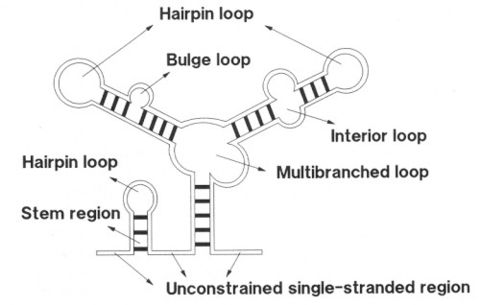 Hairpin loop
Bulge loop
Interior loop
Hairpin loop
Multibranched loop
Stem region
Unconstrained single-stranded region